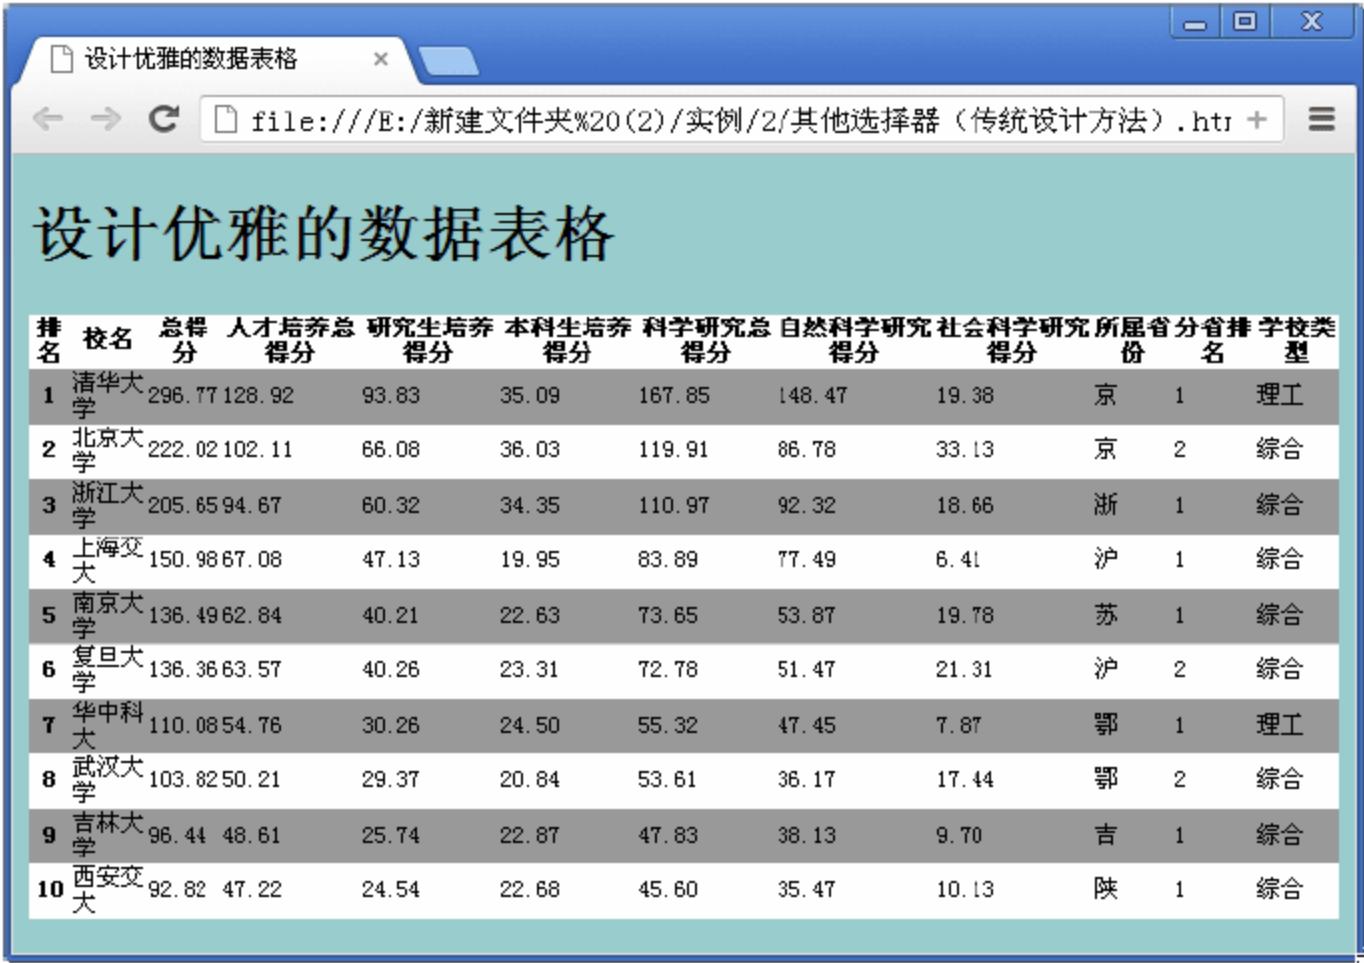 设计优雅的数据表格
file:///E:/新建文件夹%20(2)/实例/2/其他选择器（传统设计方法）.htr
设计优雅的数据表格
排名 校名 总得分 人才培养总得分 研究生培养得分 本科生培养得分 科学研究总得分 自然科学研究得分 社会科学研究得分 所属省份 分省排名 学校类型
1 清华大学 296.77 128.92 93.83 35.09 167.85 148.47 19.38 京 1 理工
2 北京大学 222.02 102.11 66.08 36.03 119.91 86.78 33.13 京 2 综合
3 浙江大学 205.65 94.67 60.32 34.35 110.97 92.32 18.66 浙 1 综合
4 上海交大 150.98 67.08 47.13 19.95 83.89 77.49 6.41 沪 1 综合
5 南京大学 136.49 62.84 40.21 22.63 73.65 53.87 19.78 苏 1 综合
6 复旦大学 136.36 63.57 40.26 23.31 72.78 51.47 21.31 沪 2 综合
7 华中科大 110.08 54.76 30.26 24.50 55.32 47.45 7.87 鄂 1 理工
8 武汉大学 103.82 50.21 29.37 20.84 53.61 36.17 17.44 鄂 2 综合
9 吉林大学 96.44 48.61 25.74 22.87 47.83 38.13 9.70 吉 1 综合
10 西安交大 92.82 47.22 24.54 22.68 45.60 35.47 10.13 陕 1 综合